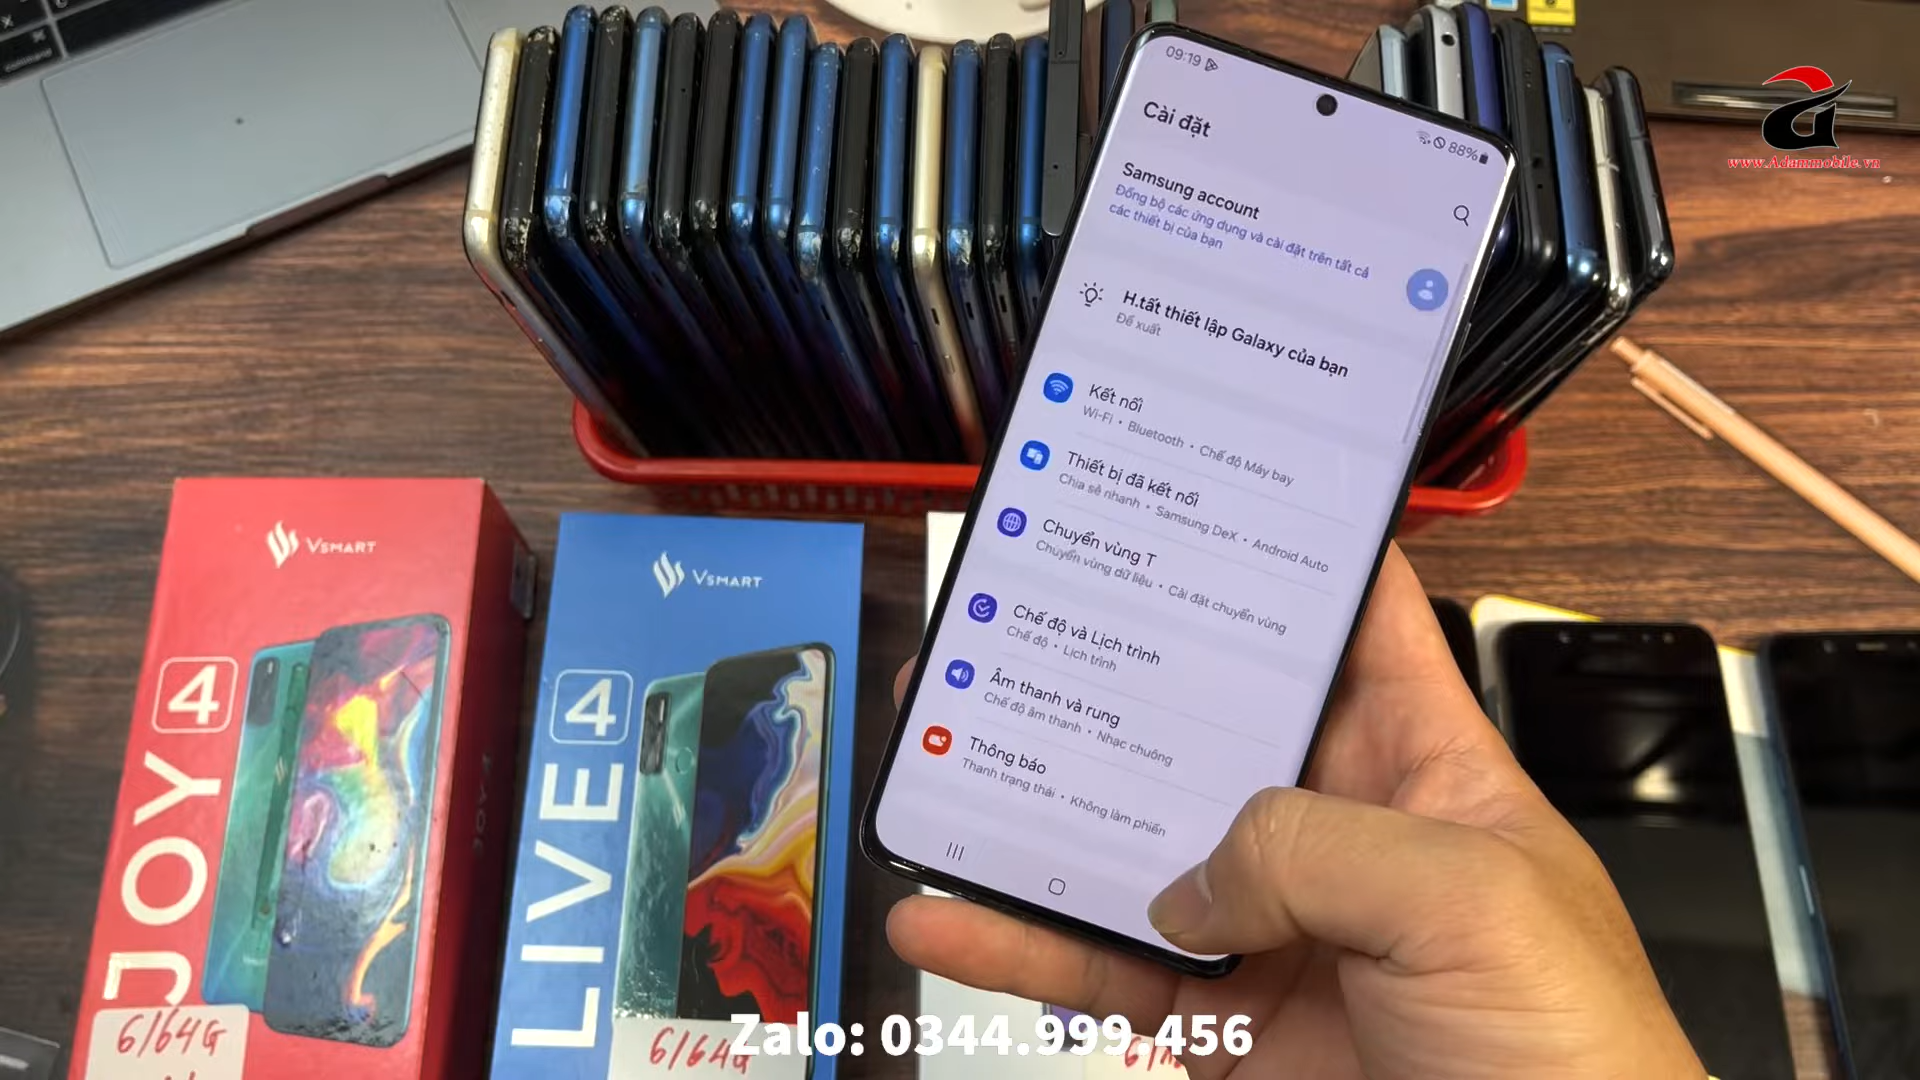 command
09:19
88%
Cài đặt
Samsung account
Đồng bộ các ứng dụng và cài đặt trên tất cả
các thiết bị của bạn
H.tất thiết lập Galaxy của bạn
Đề xuất
Kết nối
Wi-Fi • Bluetooth • Chế độ Máy bay
Thiết bị đã kết nối
Chia sẻ nhanh • Samsung DeX • Android Auto
Chuyển vùng T
Chuyển vùng dữ liệu • Cài đặt chuyển vùng
Chế độ và Lịch trình
Chế độ • Lịch trình
Âm thanh và rung
Chế độ âm thanh • Nhạc chuông
Thông báo
Thanh trạng thái • Không làm phiền
www.Adammobile.vn
VSMART
JOY 4
JOY 4
6/64G
VSMART
LIVE 4
6/64G
Zalo: 0344.999.456